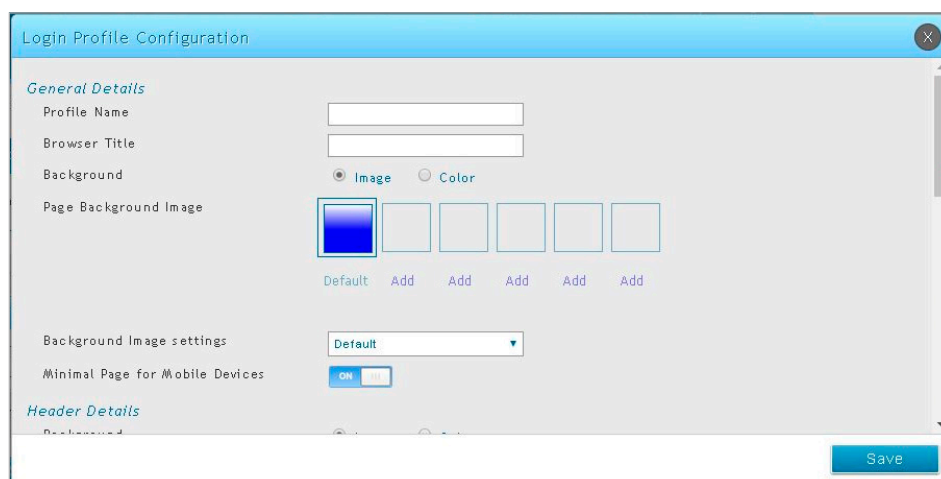 Login Profile Configuration
X
General Details
Profile Name
Browser Title
Background Image Color
Page Background Image
Default Add Add Add Add Add
Background Image settings Default
Minimal Page for Mobile Devices ON
Header Details
Background
Save